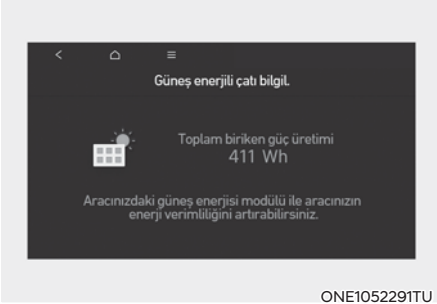 Güneş enerjili çatı bilgil.
Toplam biriken güç üretimi
411 Wh
Aracınızdaki güneş enerjisi modülü ile aracınızın
enerji verimliliğini artırabilirsiniz.
ONE1052291TU